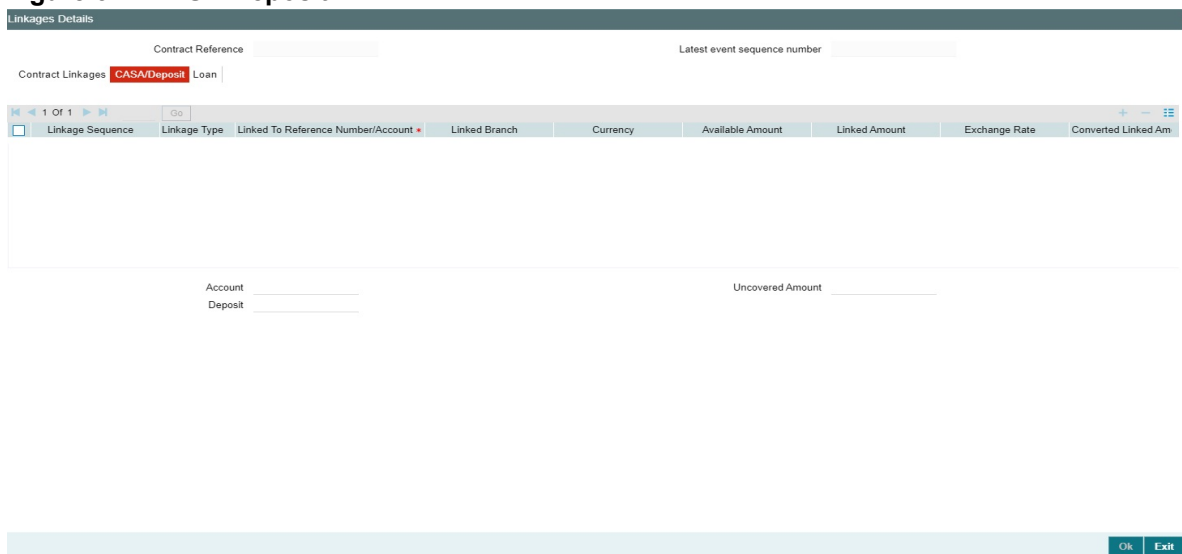 Linkages Details
Contract Reference
Latest event sequence number
Contract Linkages CASA/Deposit Loan
1 Of 1 Go
Linkage Sequence Linkage Type Linked To Reference Number/Account * Linked Branch Currency Available Amount Linked Amount Exchange Rate Converted Linked Am
Account
Uncovered Amount
Deposit
Ok Exit